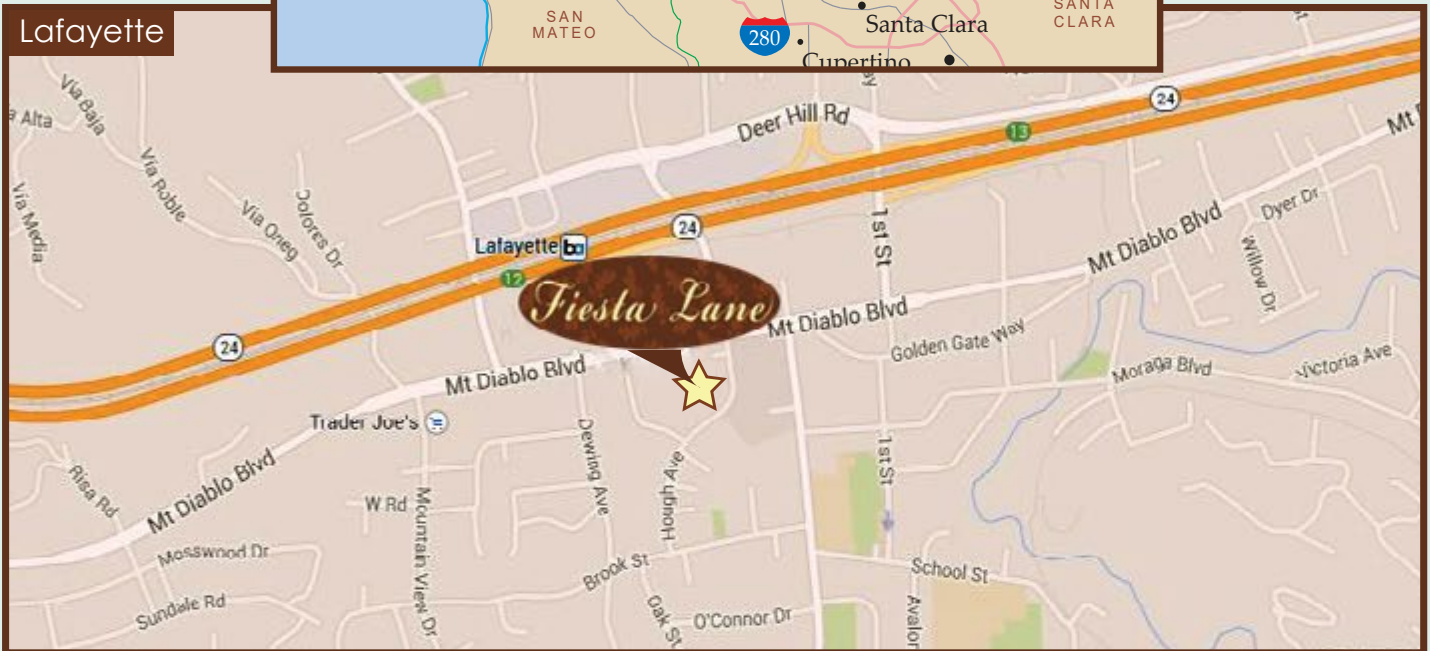 Lafayette
SAN
MATEO
280
Santa Clara
SANTA
CLARA
Cupertino
Via Baja
a Alta
Via Roble
Via Media
Via Oneg
Dolores Dr
Deer Hill Rd
24
13
Mt
24
Lafayette
ba
12
24
1st St
Mt Diablo Blvd
Dyer Dr
Willow Dr
Fiesta Lane
Mt Diablo Blvd
Golden Gate Way
Moraga Blvd
Victoria Ave
Mt Diablo Blvd
Trader Joe's
Mt Diablo Blvd
Risa Rd
W Rd
Mountain View Dr
Dewing Ave
Hough Ave
1st St
Mosswood Dr
Sundale Rd
Brook St
Oak St
O'Connor Dr
School St
Avalon